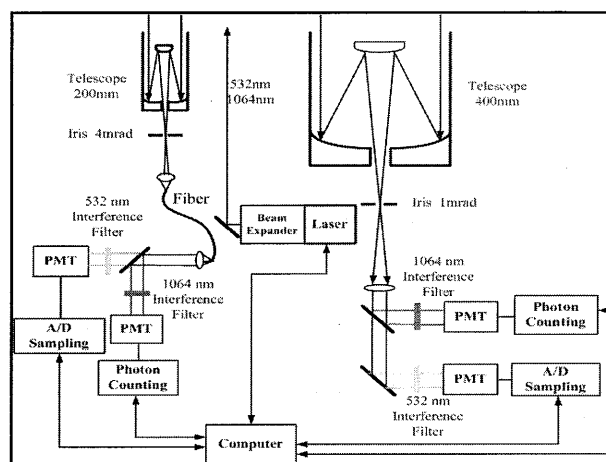 Telescope
200mm
Iris 4mrad
532nm
1064nm
Telescope
400mm
Iris 1mrad
Fiber
Beam
Expander
Laser
532 nm
Interference
Filter
PMT
1064 nm
Interference
Filter
A/D
Sampling
PMT
Photon
Counting
1064 nm
Interference
Filter
PMT
Photon
Counting
532 nm
Interference
Filter
PMT
A/D
Sampling
Computer